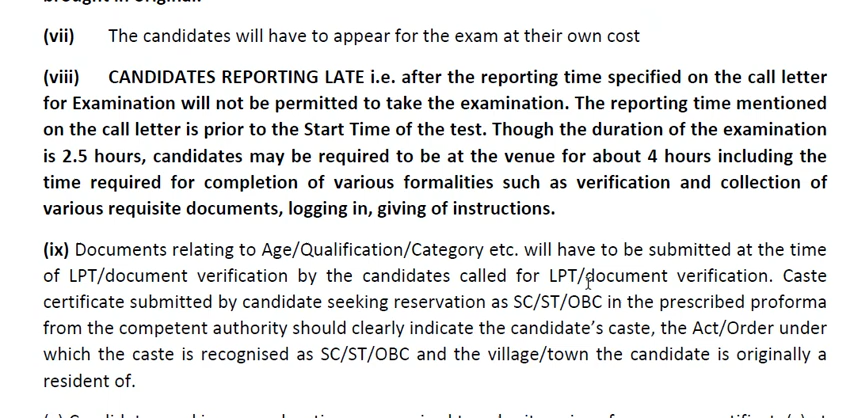 brought in original.
(vii) The candidates will have to appear for the exam at their own cost
(viii) CANDIDATES REPORTING LATE i.e. after the reporting time specified on the call letter
for Examination will not be permitted to take the examination. The reporting time mentioned
on the call letter is prior to the Start Time of the test. Though the duration of the examination
is 2.5 hours, candidates may be required to be at the venue for about 4 hours including the
time required for completion of various formalities such as verification and collection of
various requisite documents, logging in, giving of instructions.
(ix) Documents relating to Age/Qualification/Category etc. will have to be submitted at the time
of LPT/document verification by the candidates called for LPT/document verification. Caste
certificate submitted by candidate seeking reservation as SC/ST/OBC in the prescribed proforma
from the competent authority should clearly indicate the candidate’s caste, the Act/Order under
which the caste is recognised as SC/ST/OBC and the village/town the candidate is originally a
resident of.